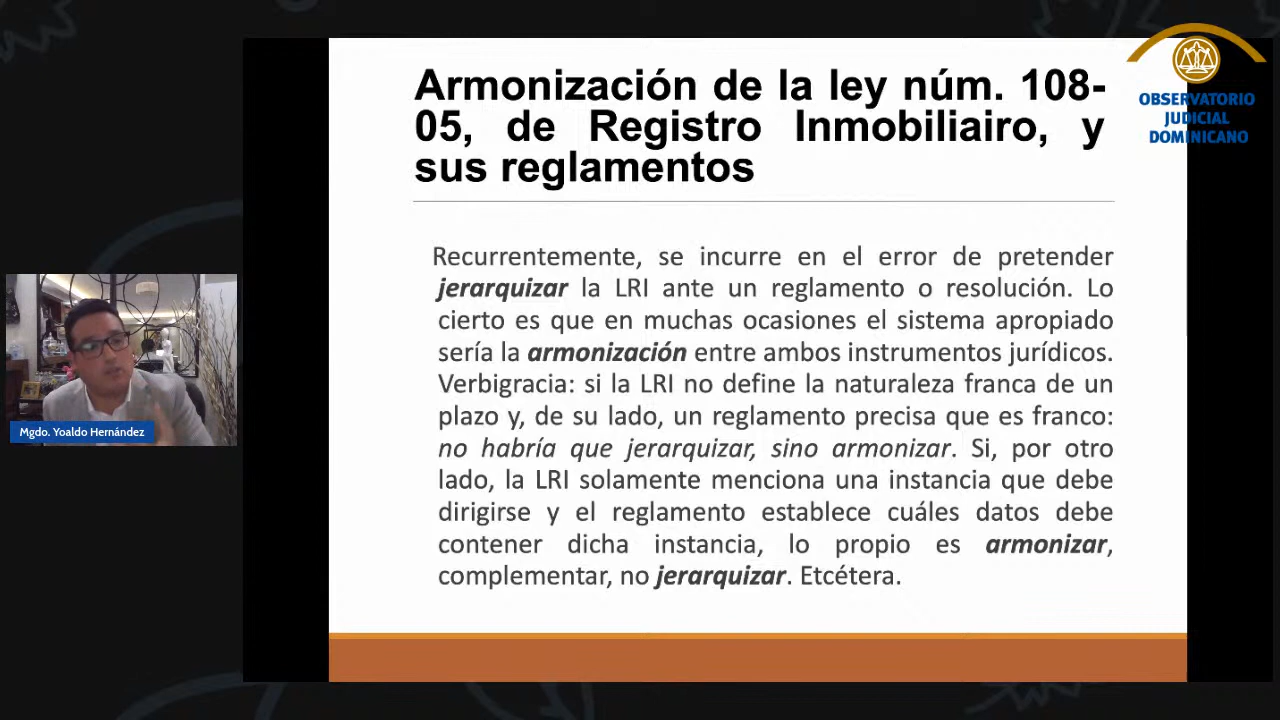 Armonización de la ley núm. 108-
05, de Registro Inmobiliairo, y
sus reglamentos
OBSERVATORIO
JUDICIAL
DOMINICANO
Recurrentemente, se incurre en el error de pretender
jerarquizar la LRI ante un reglamento o resolución. Lo
cierto es que en muchas ocasiones el sistema apropiado
sería la armonización entre ambos instrumentos jurídicos.
Verbigracia: si la LRI no define la naturaleza franca de un
plazo y, de su lado, un reglamento precisa que es franco:
no habría que jerarquizar, sino armonizar. Si, por otro
lado, la LRI solamente menciona una instancia que debe
dirigirse y el reglamento establece cuáles datos debe
contener dicha instancia, lo propio es armonizar,
complementar, no jerarquizar. Etcétera.
Mgdo. Yoaldo Hernández